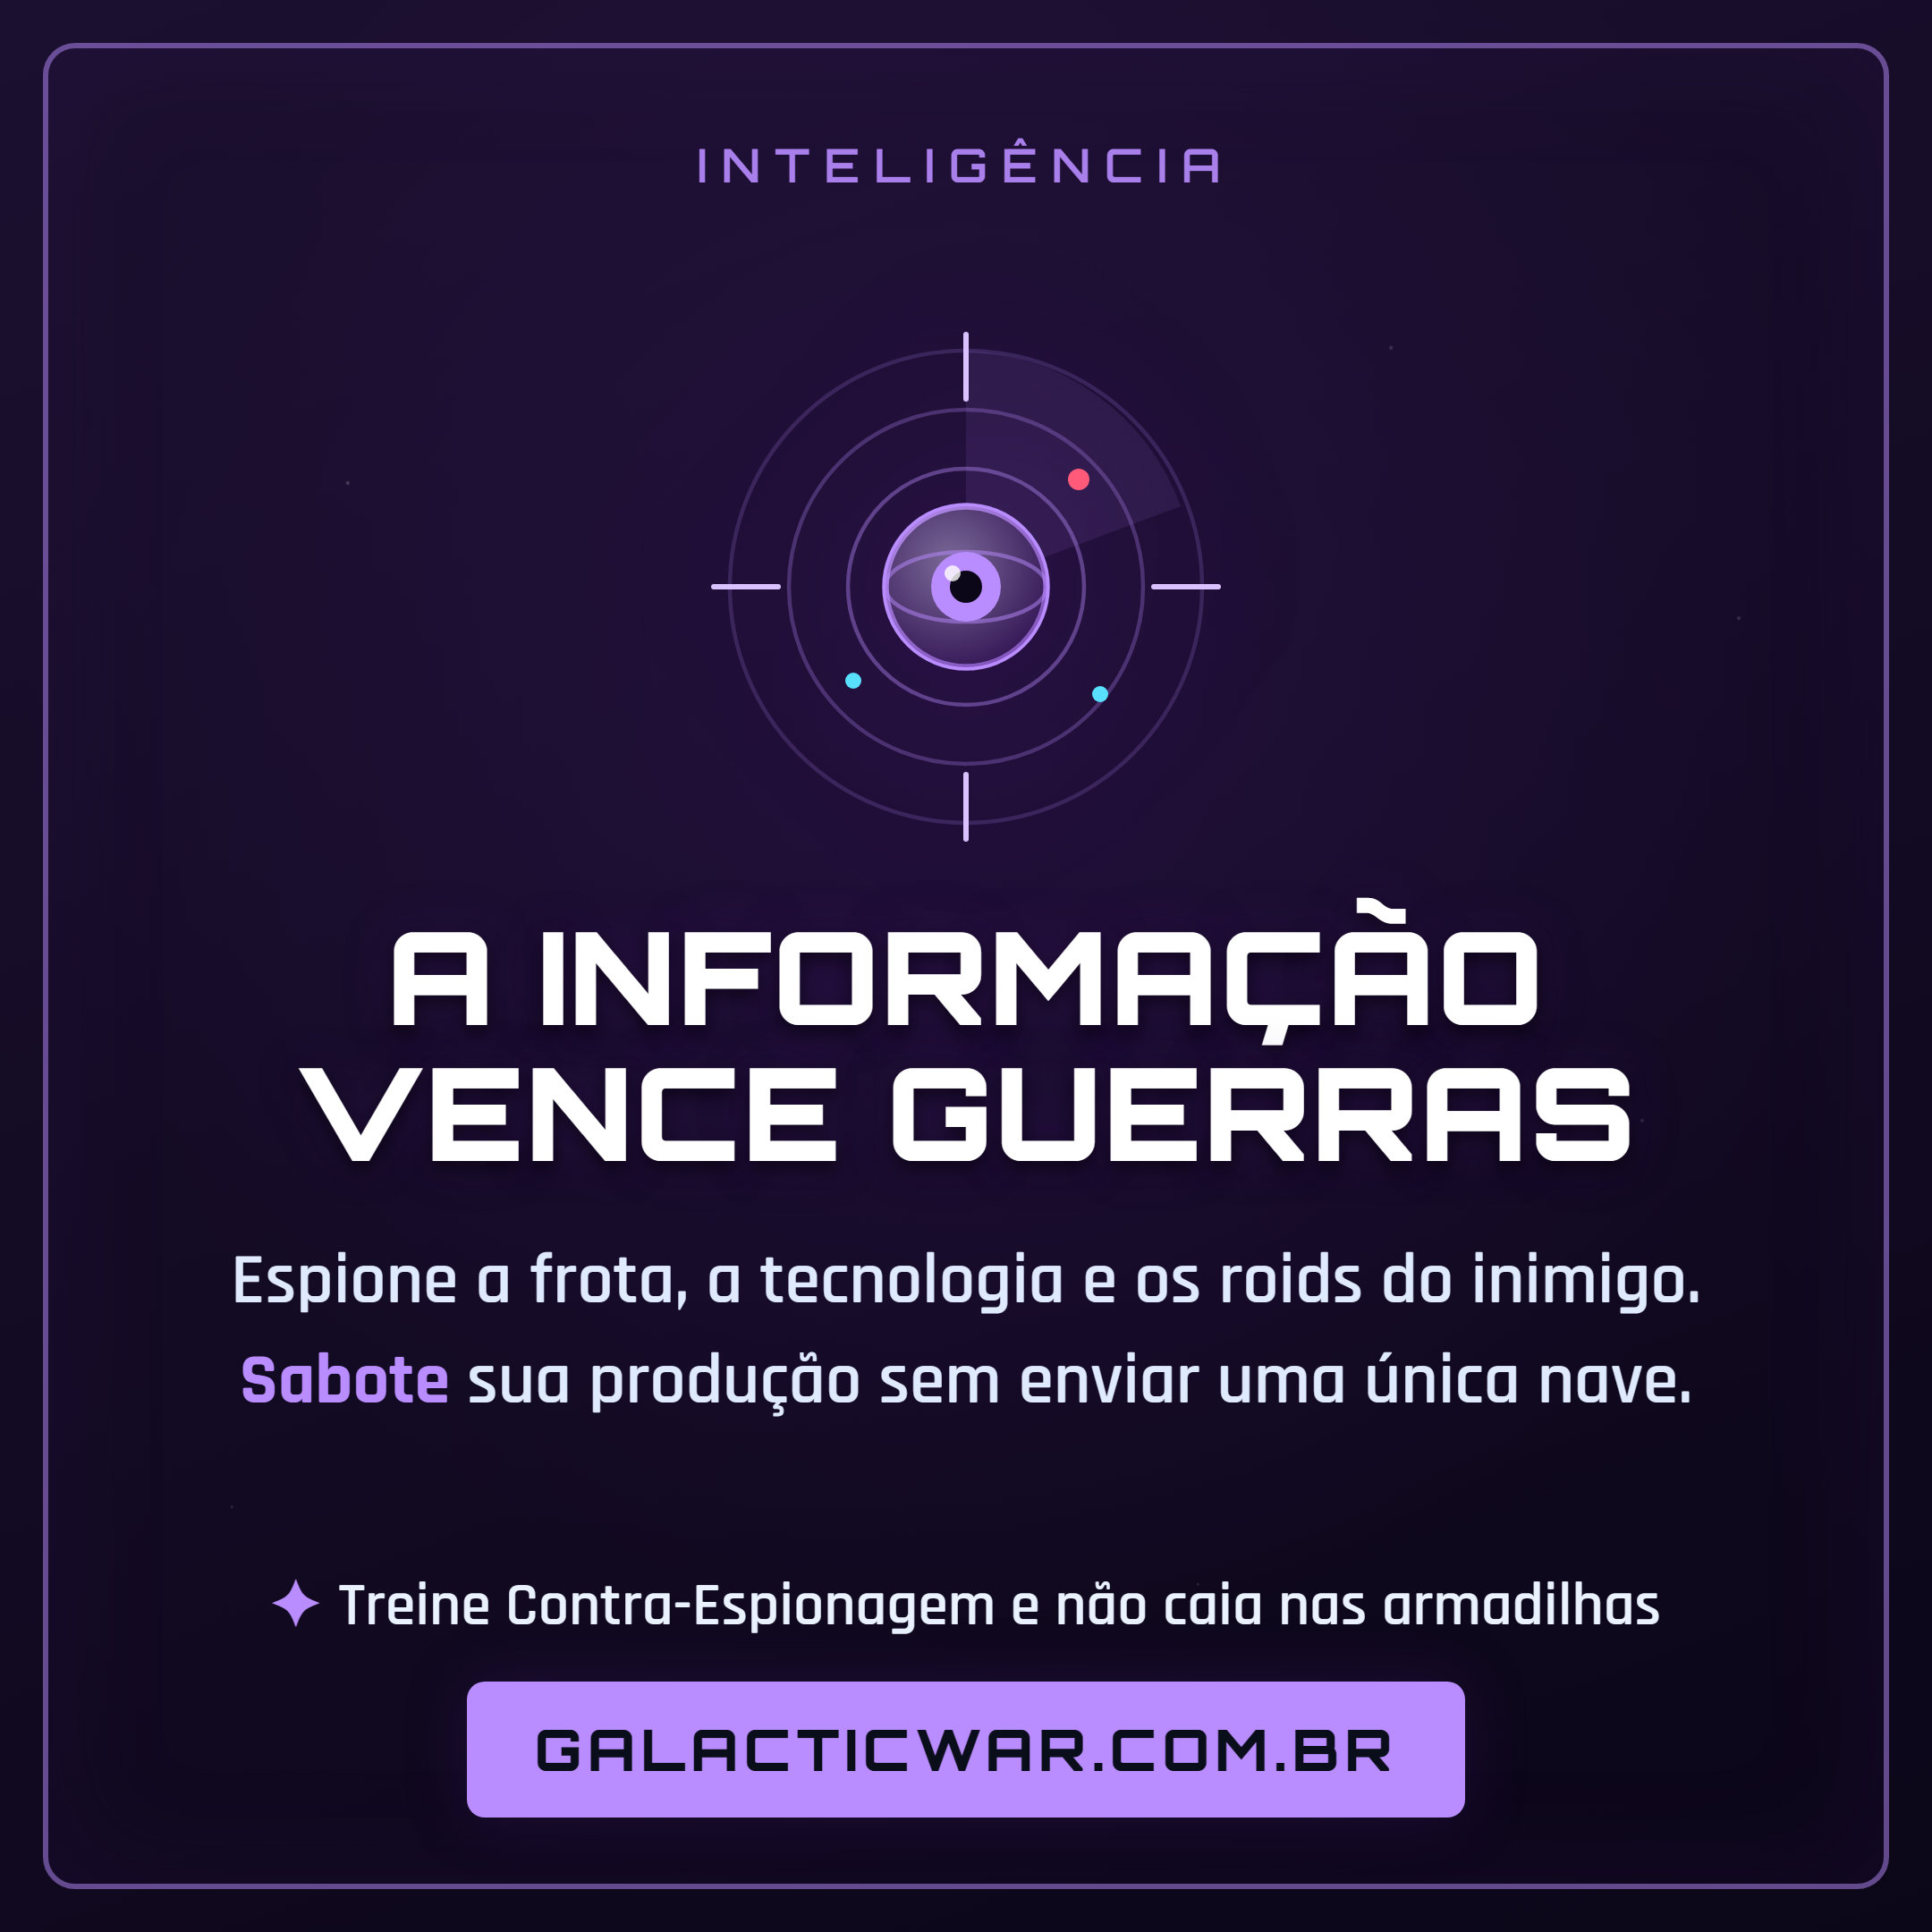 INTELIGÊNCIA
A INFORMAÇÃO
VENCE GUERRAS
Espione a frota, a tecnologia e os roids do inimigo.
Sabote sua produção sem enviar uma única nave.
Treine Contra-Espionagem e não caia nas armadilhas
GALACTICWAR.COM.BR